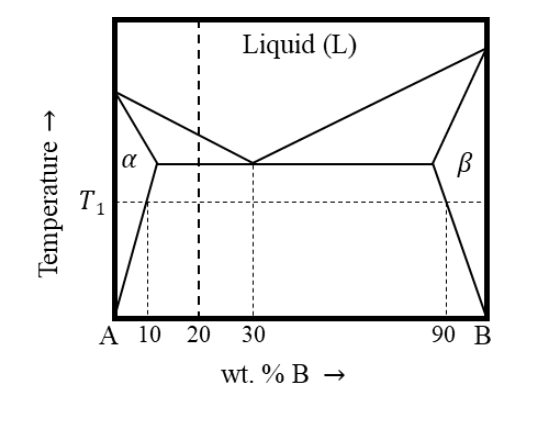 Liquid (L)
α
β
T₁
Temperature →
A 10 20 30 90 B
wt. % B →